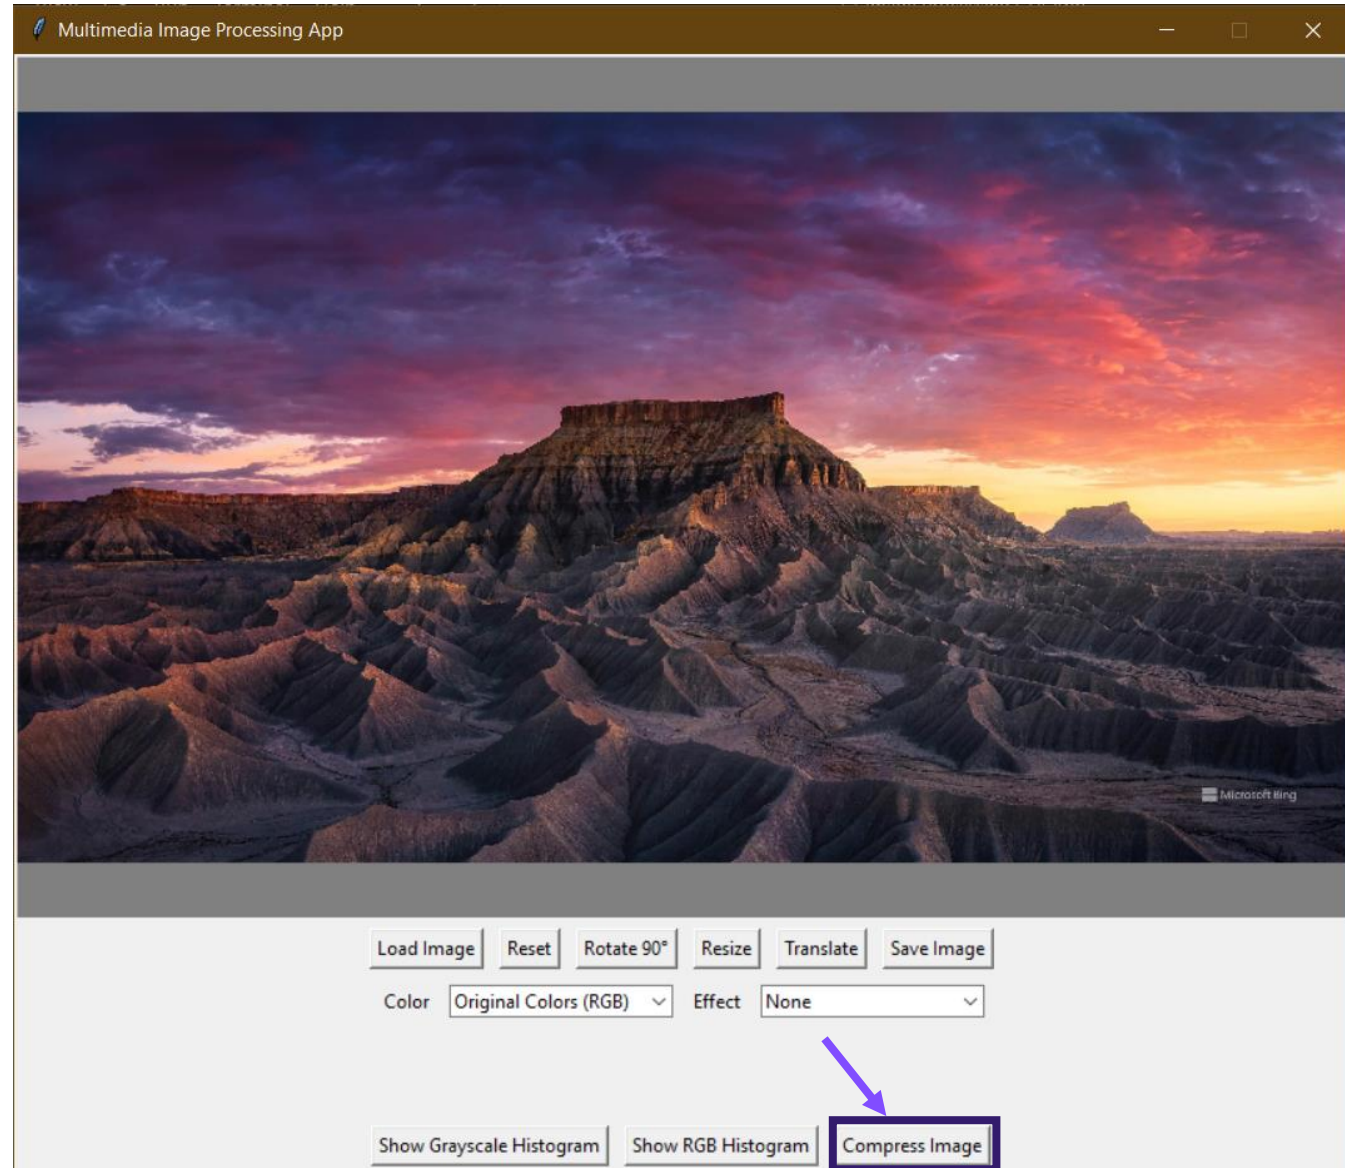 Multimedia Image Processing App
Microsoft Bing
Load Image Reset Rotate 90° Resize Translate Save Image
Color Original Colors (RGB) Effect None
Show Grayscale Histogram Show RGB Histogram Compress Image